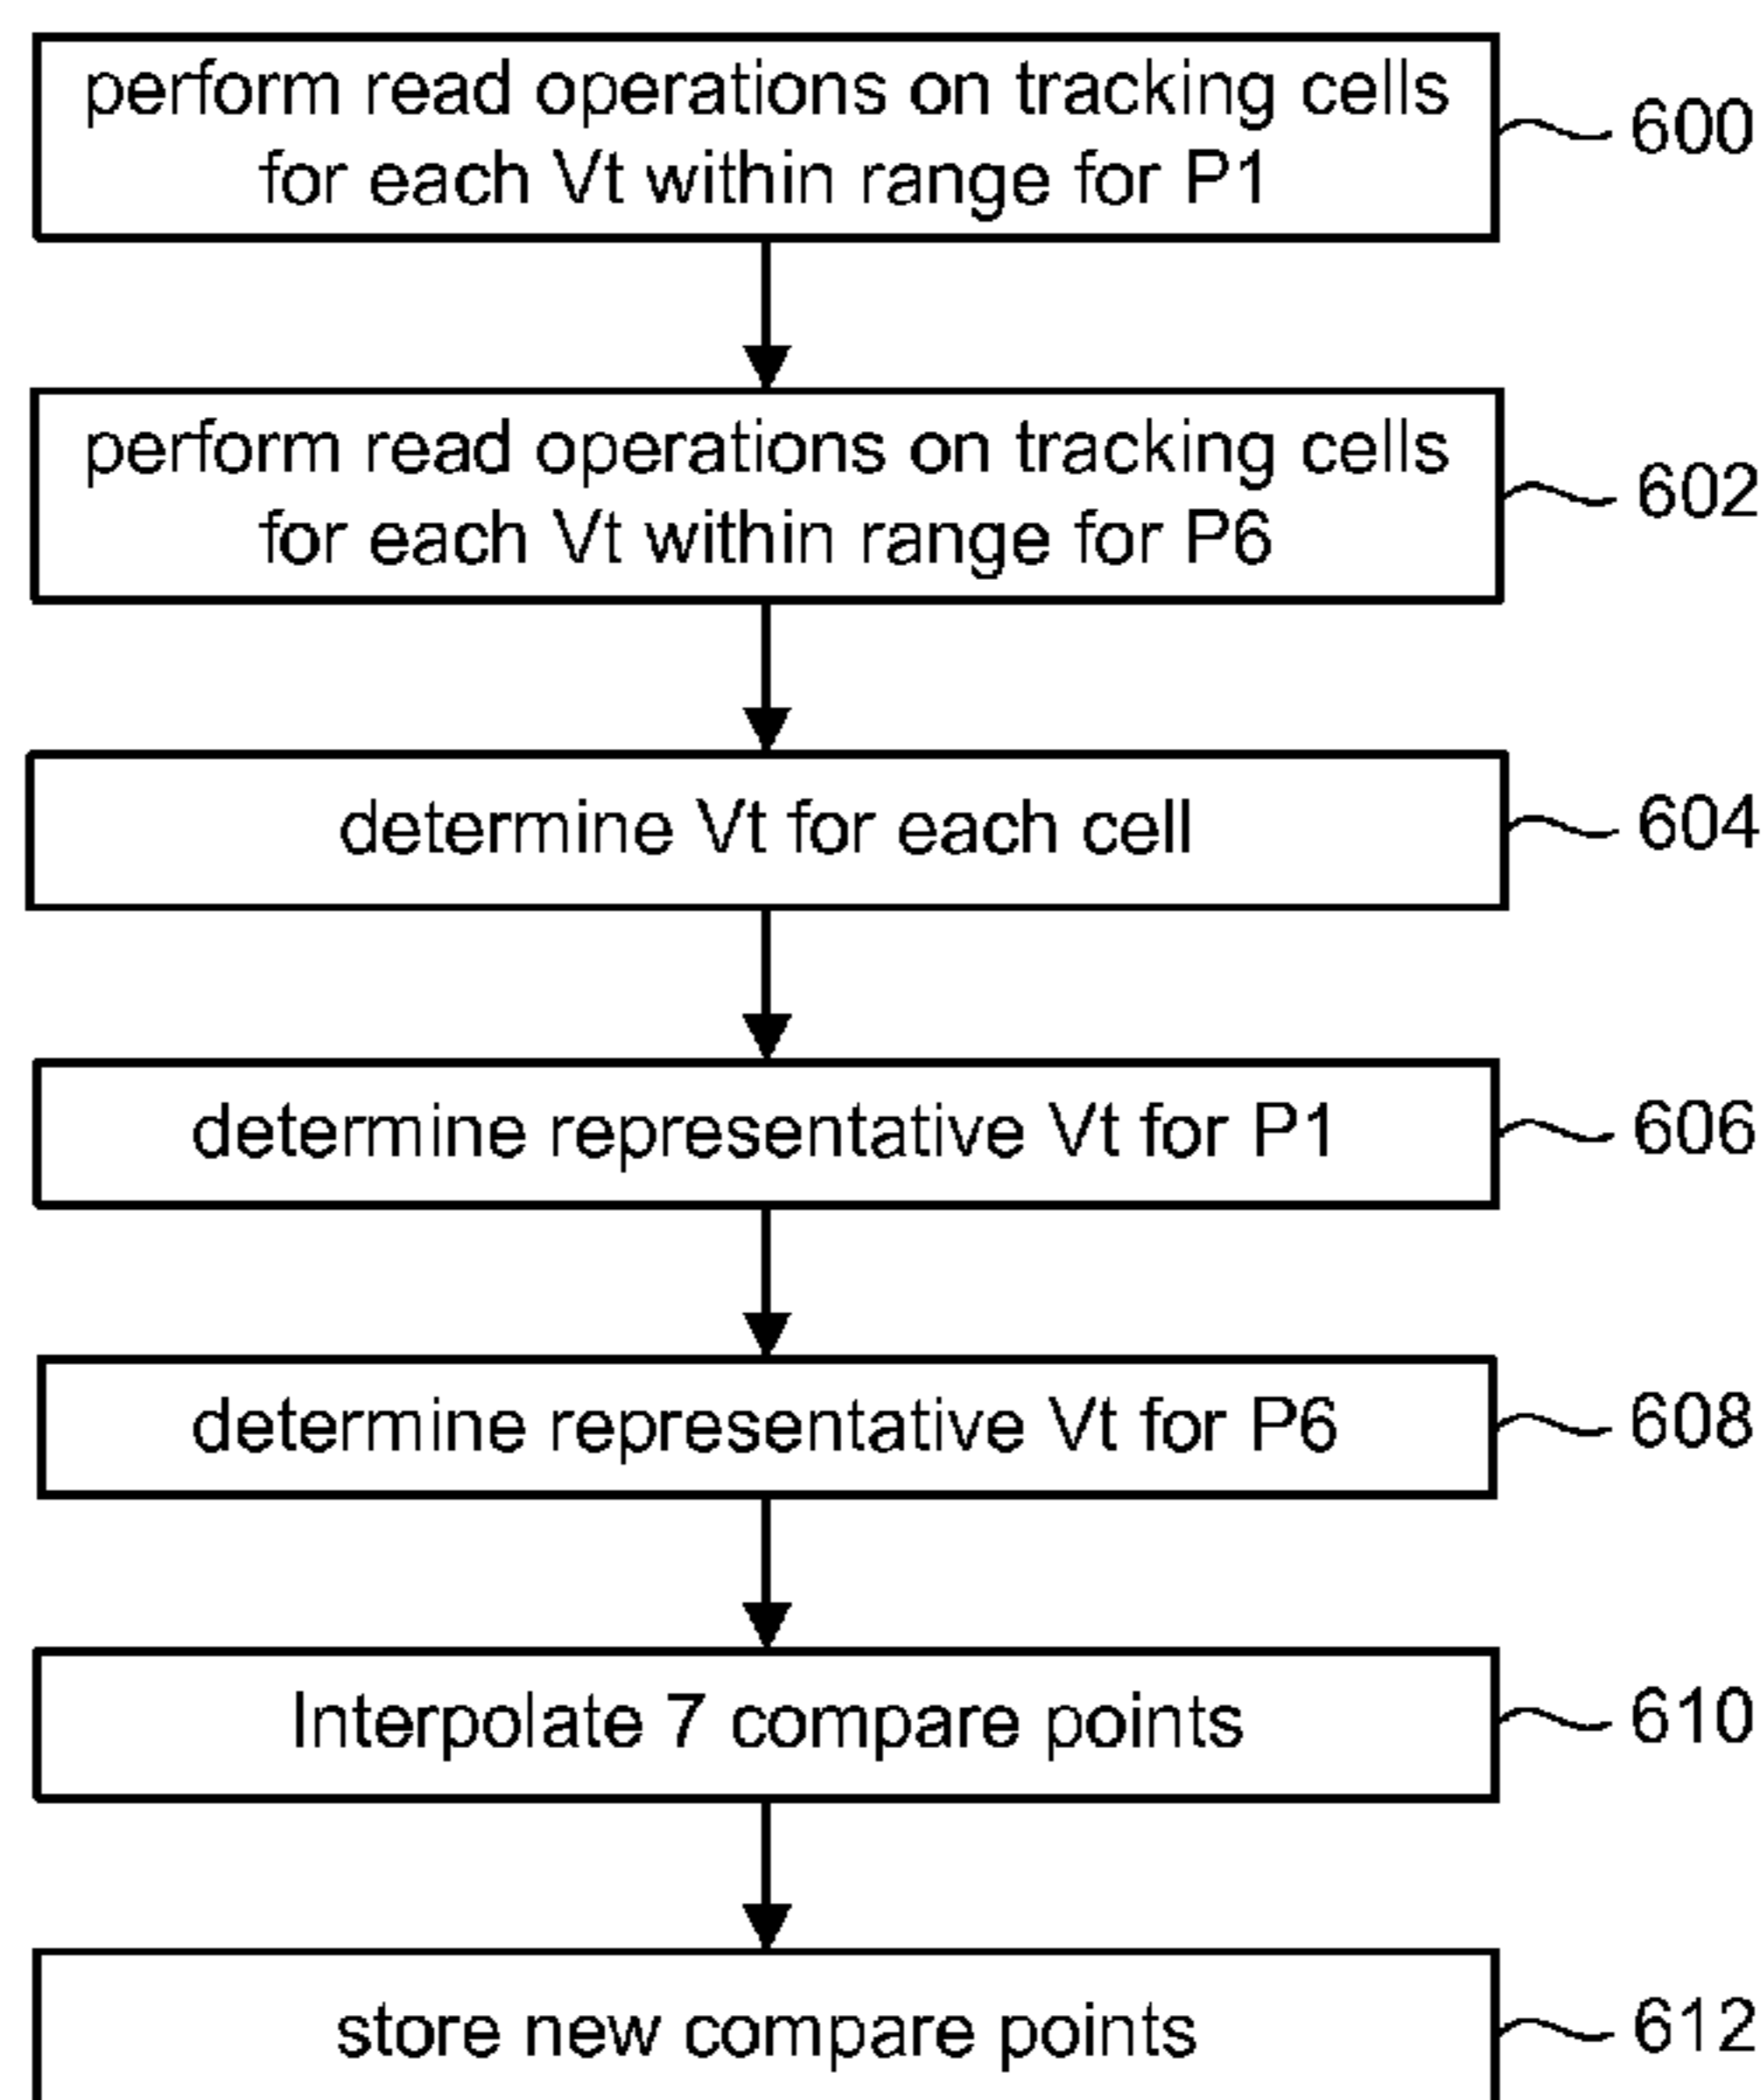 perform read operations on tracking cells
for each Vt within range for P1
600
perform read operations on tracking cells
for each Vt within range for P6
602
determine Vt for each cell
604
determine representative Vt for P1
606
determine representative Vt for P6
608
Interpolate 7 compare points
610
store new compare points
612